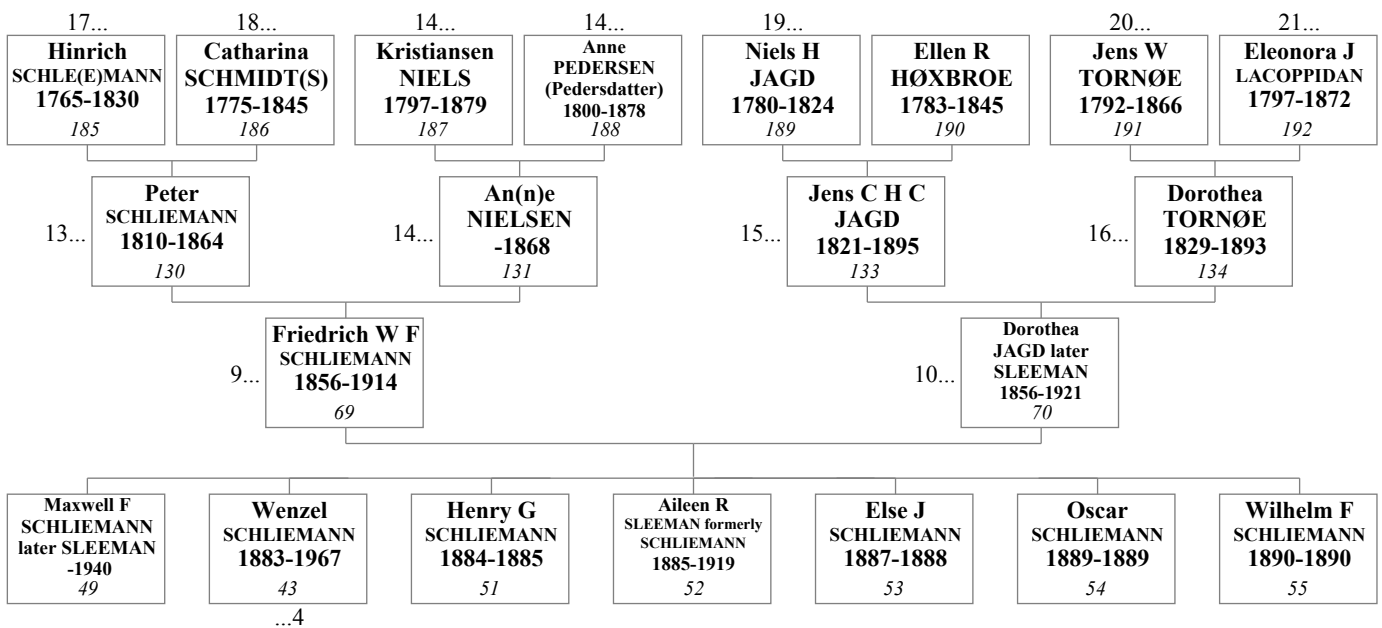 17...
18...
14...
14...
19...
20...
21...
Hinrich
SCHLE(E)MANN
1765-1830
185
Catharina
SCHMIDT(S)
1775-1845
186
Kristiansen
NIELS
1797-1879
187
Anne
PEDERSEN
(Pedersdatter)
1800-1878
188
Niels H
JAGD
1780-1824
189
Ellen R
HØXBROE
1783-1845
190
Jens W
TORNØE
1792-1866
191
Eleonora J
LACOPPIDAN
1797-1872
192
13...
Peter
SCHLIEMANN
1810-1864
130
14...
An(n)e
NIELSEN
-1868
131
15...
Jens C H C
JAGD
1821-1895
133
16...
Dorothea
TORNØE
1829-1893
134
9...
Friedrich W F
SCHLIEMANN
1856-1914
69
10...
Dorothea
JAGD later
SLEEMAN
1856-1921
70
Maxwell F
SCHLIEMANN
later SLEEMAN
-1940
49
Wenzel
SCHLIEMANN
1883-1967
43
Henry G
SCHLIEMANN
1884-1885
51
Aileen R
SLEEMAN formerly
SCHLIEMANN
1885-1919
52
Else J
SCHLIEMANN
1887-1888
53
Oscar
SCHLIEMANN
1889-1889
54
Wilhelm F
SCHLIEMANN
1890-1890
55
...4